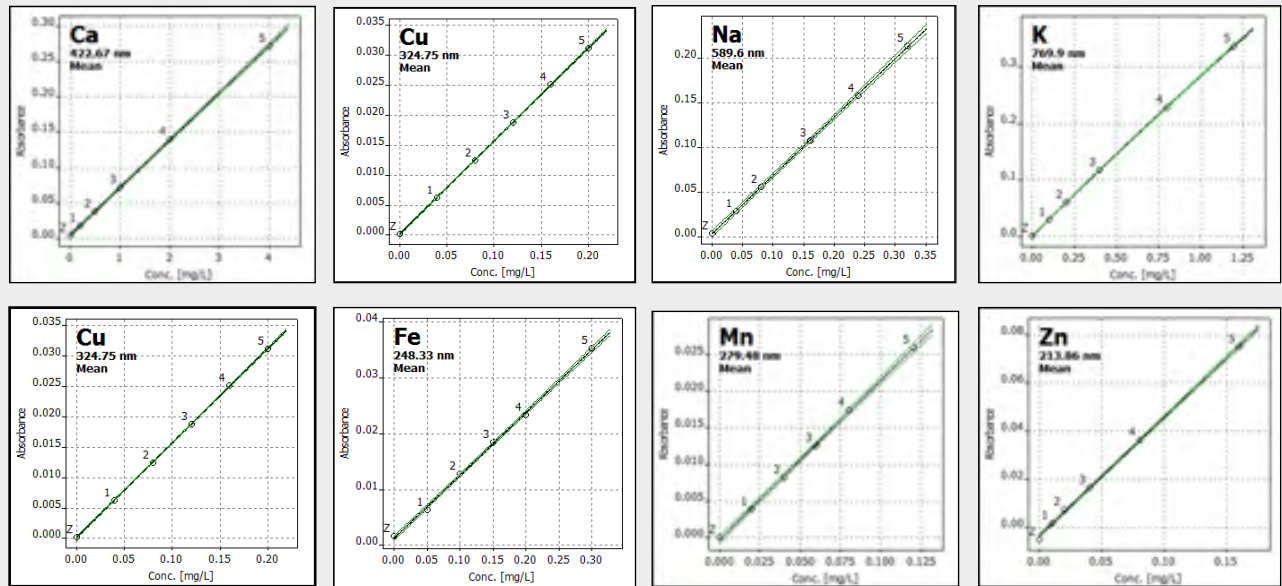 0.30
0.25
0.20
0.15
0.10
0.05
0.00
Absorbance
Ca
422.67 nm
Mean
Z
1
2
3
4
5
0
1
2
3
4
Conc. [mg/L]
0.035
0.030
0.025
0.020
0.015
0.010
0.005
0.000
Absorbance
Cu
324.75 nm
Mean
Z
1
2
3
4
5
0.00 0.05 0.10 0.15 0.20
Conc. [mg/L]
0.20
0.15
0.10
0.05
0.00
Absorbance
Na
589.6 nm
Mean
Z
1
2
3
4
5
0.00 0.05 0.10 0.15 0.20 0.25 0.30 0.35
Conc. [mg/L]
0.3
0.2
0.1
0.0
Absorbance
K
769.9 nm
Mean
Z
1
2
3
4
5
0.00 0.25 0.50 0.75 1.00 1.25
Conc. [mg/L]
0.035
0.030
0.025
0.020
0.015
0.010
0.005
0.000
Absorbance
Cu
324.75 nm
Mean
Z
1
2
3
4
5
0.00 0.05 0.10 0.15 0.20
Conc. [mg/L]
0.04
0.03
0.02
0.01
0.00
Absorbance
Fe
248.33 nm
Mean
Z
1
2
3
4
5
0.00 0.05 0.10 0.15 0.20 0.25 0.30
Conc. [mg/L]
0.025
0.020
0.015
0.010
0.005
0.000
Absorbance
Mn
279.48 nm
Mean
Z
1
2
3
4
5
0.000 0.025 0.050 0.075 0.100 0.125
Conc. [mg/L]
0.08
0.06
0.04
0.02
0.00
Absorbance
Zn
213.86 nm
Mean
Z
1
2
3
4
5
0.00 0.05 0.10 0.15
Conc. [mg/L]